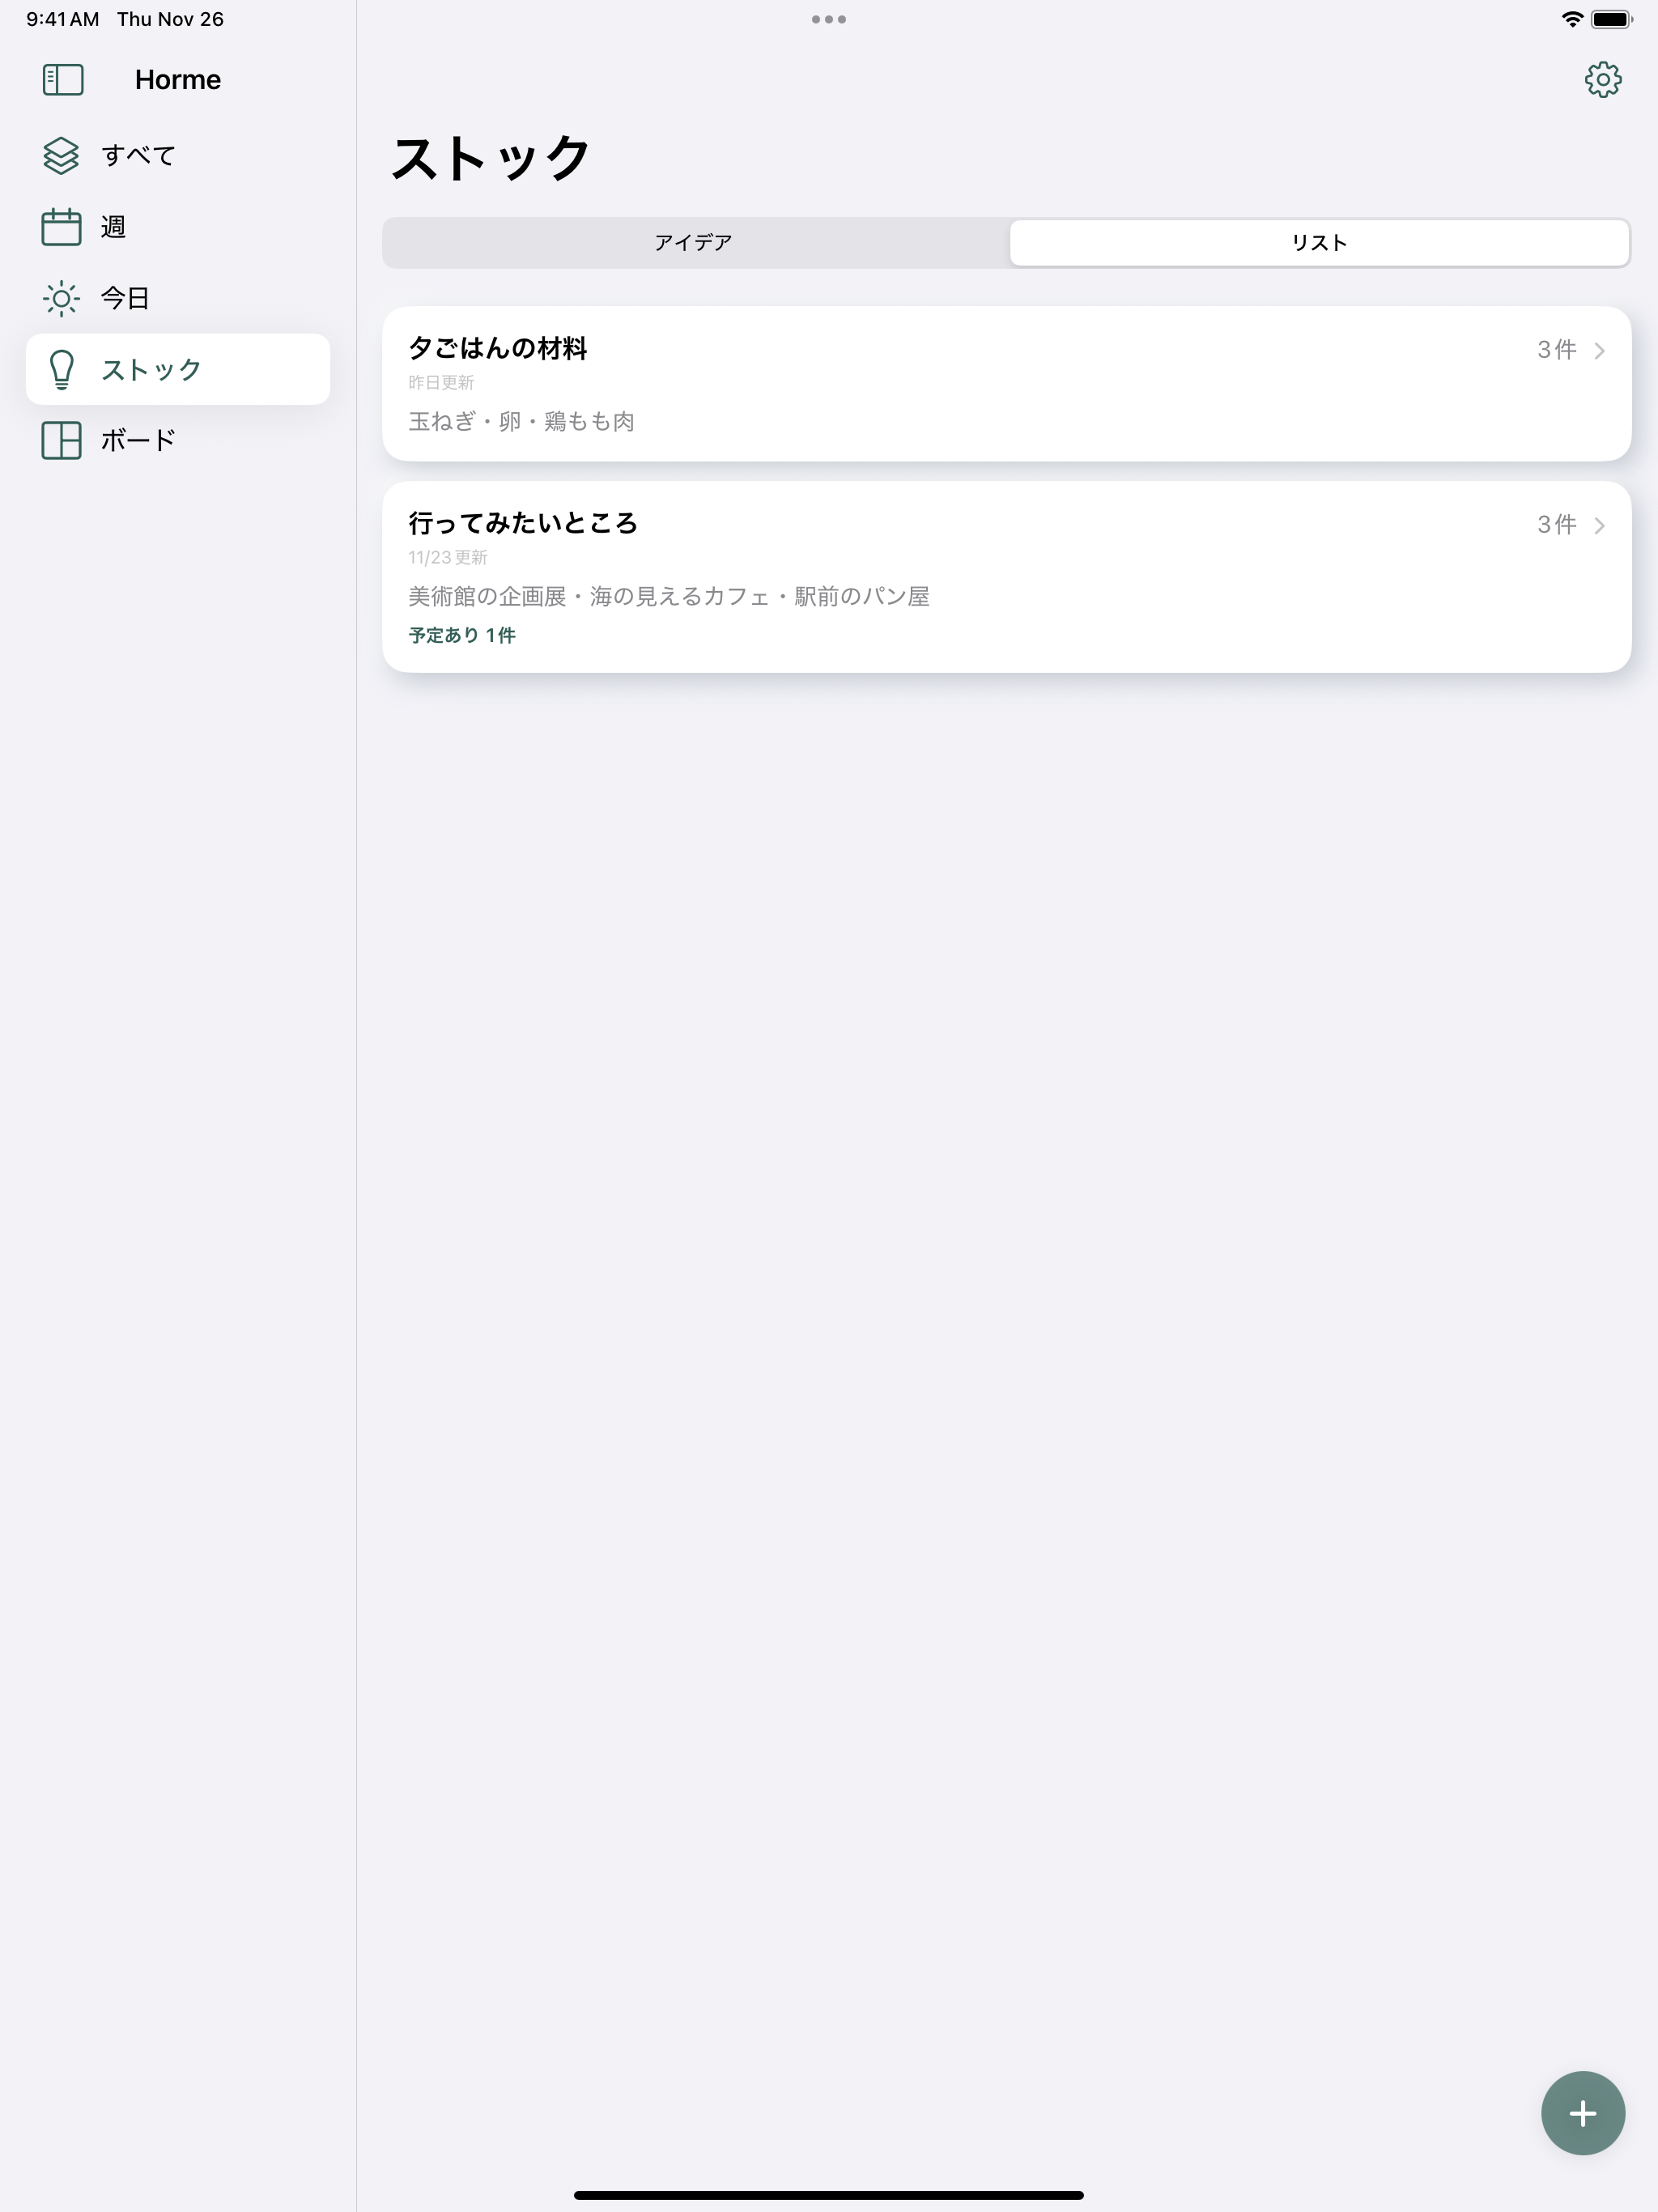 9:41 AM Thu Nov 26
Horme
すべて
週
今日
ストック
ボード
ストック
アイデア
リスト
夕ごはんの材料
3件
昨日更新
玉ねぎ・卵・鶏もも肉
行ってみたいところ
3件
11/23更新
美術館の企画展・海の見えるカフェ・駅前のパン屋
予定あり 1件